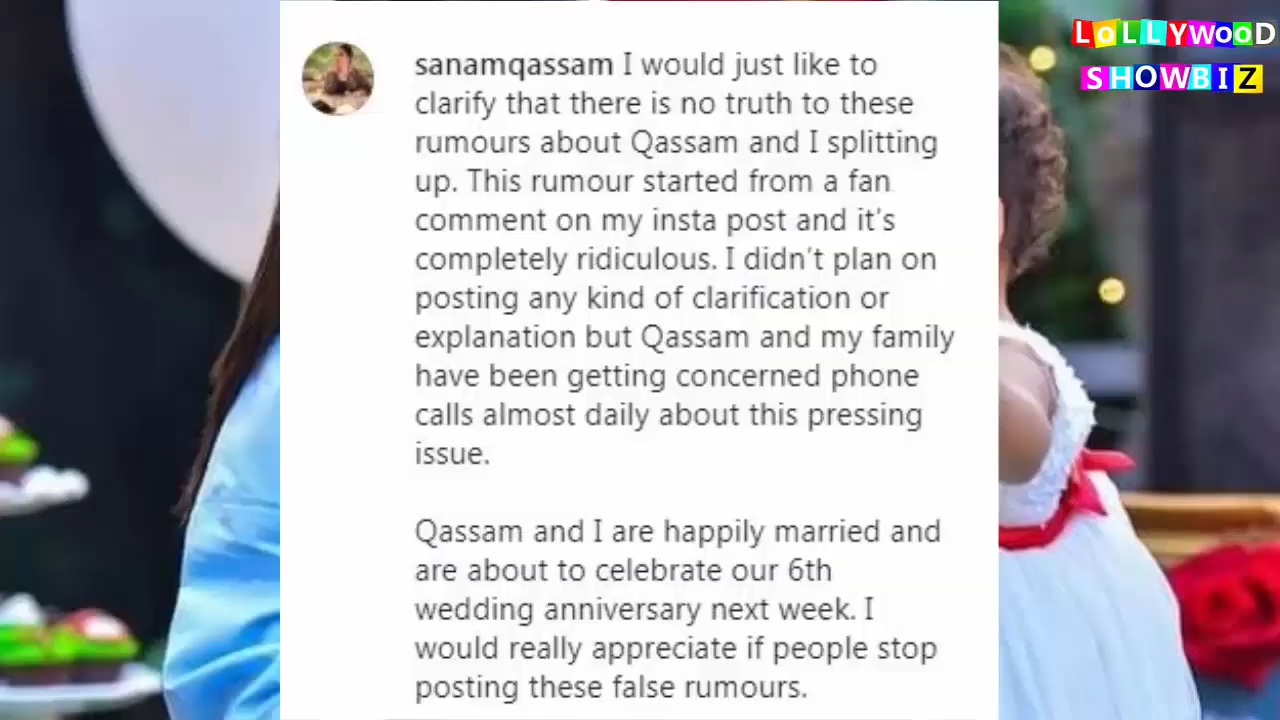 sanamqassam I would just like to
clarify that there is no truth to these
rumours about Qassam and I splitting
up. This rumour started from a fan
comment on my insta post and it's
completely ridiculous. I didn't plan on
posting any kind of clarification or
explanation but Qassam and my family
have been getting concerned phone
calls almost daily about this pressing
issue.
Qassam and I are happily married and
are about to celebrate our 6th
wedding anniversary next week. I
would really appreciate if people stop
posting these false rumours.
LOLLYWOOD
SHOWBIZ